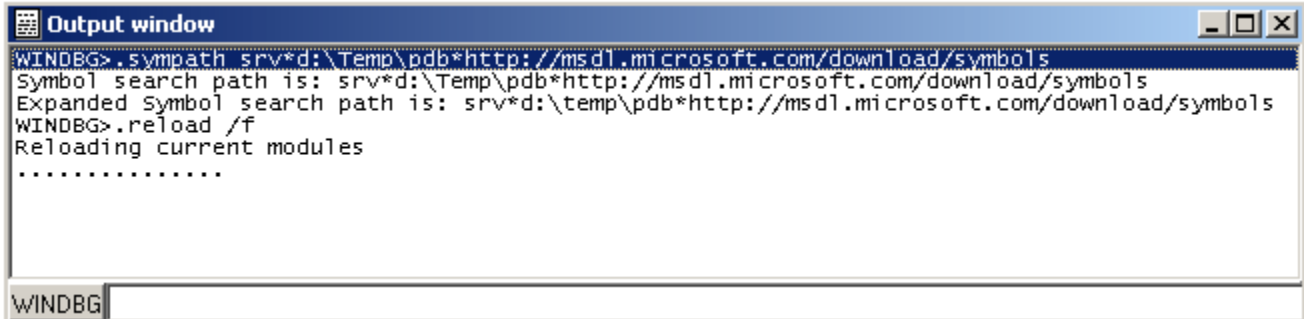 Output window
WINDBG>.sympath srv*d:\Temp\pdb*http://msdl.microsoft.com/download/symbols
Symbol search path is: srv*d:\Temp\pdb*http://msdl.microsoft.com/download/symbols
Expanded Symbol search path is: srv*d:\temp\pdb*http://msdl.microsoft.com/download/symbols
WINDBG>.reload /f
Reloading current modules
...............
WINDBG